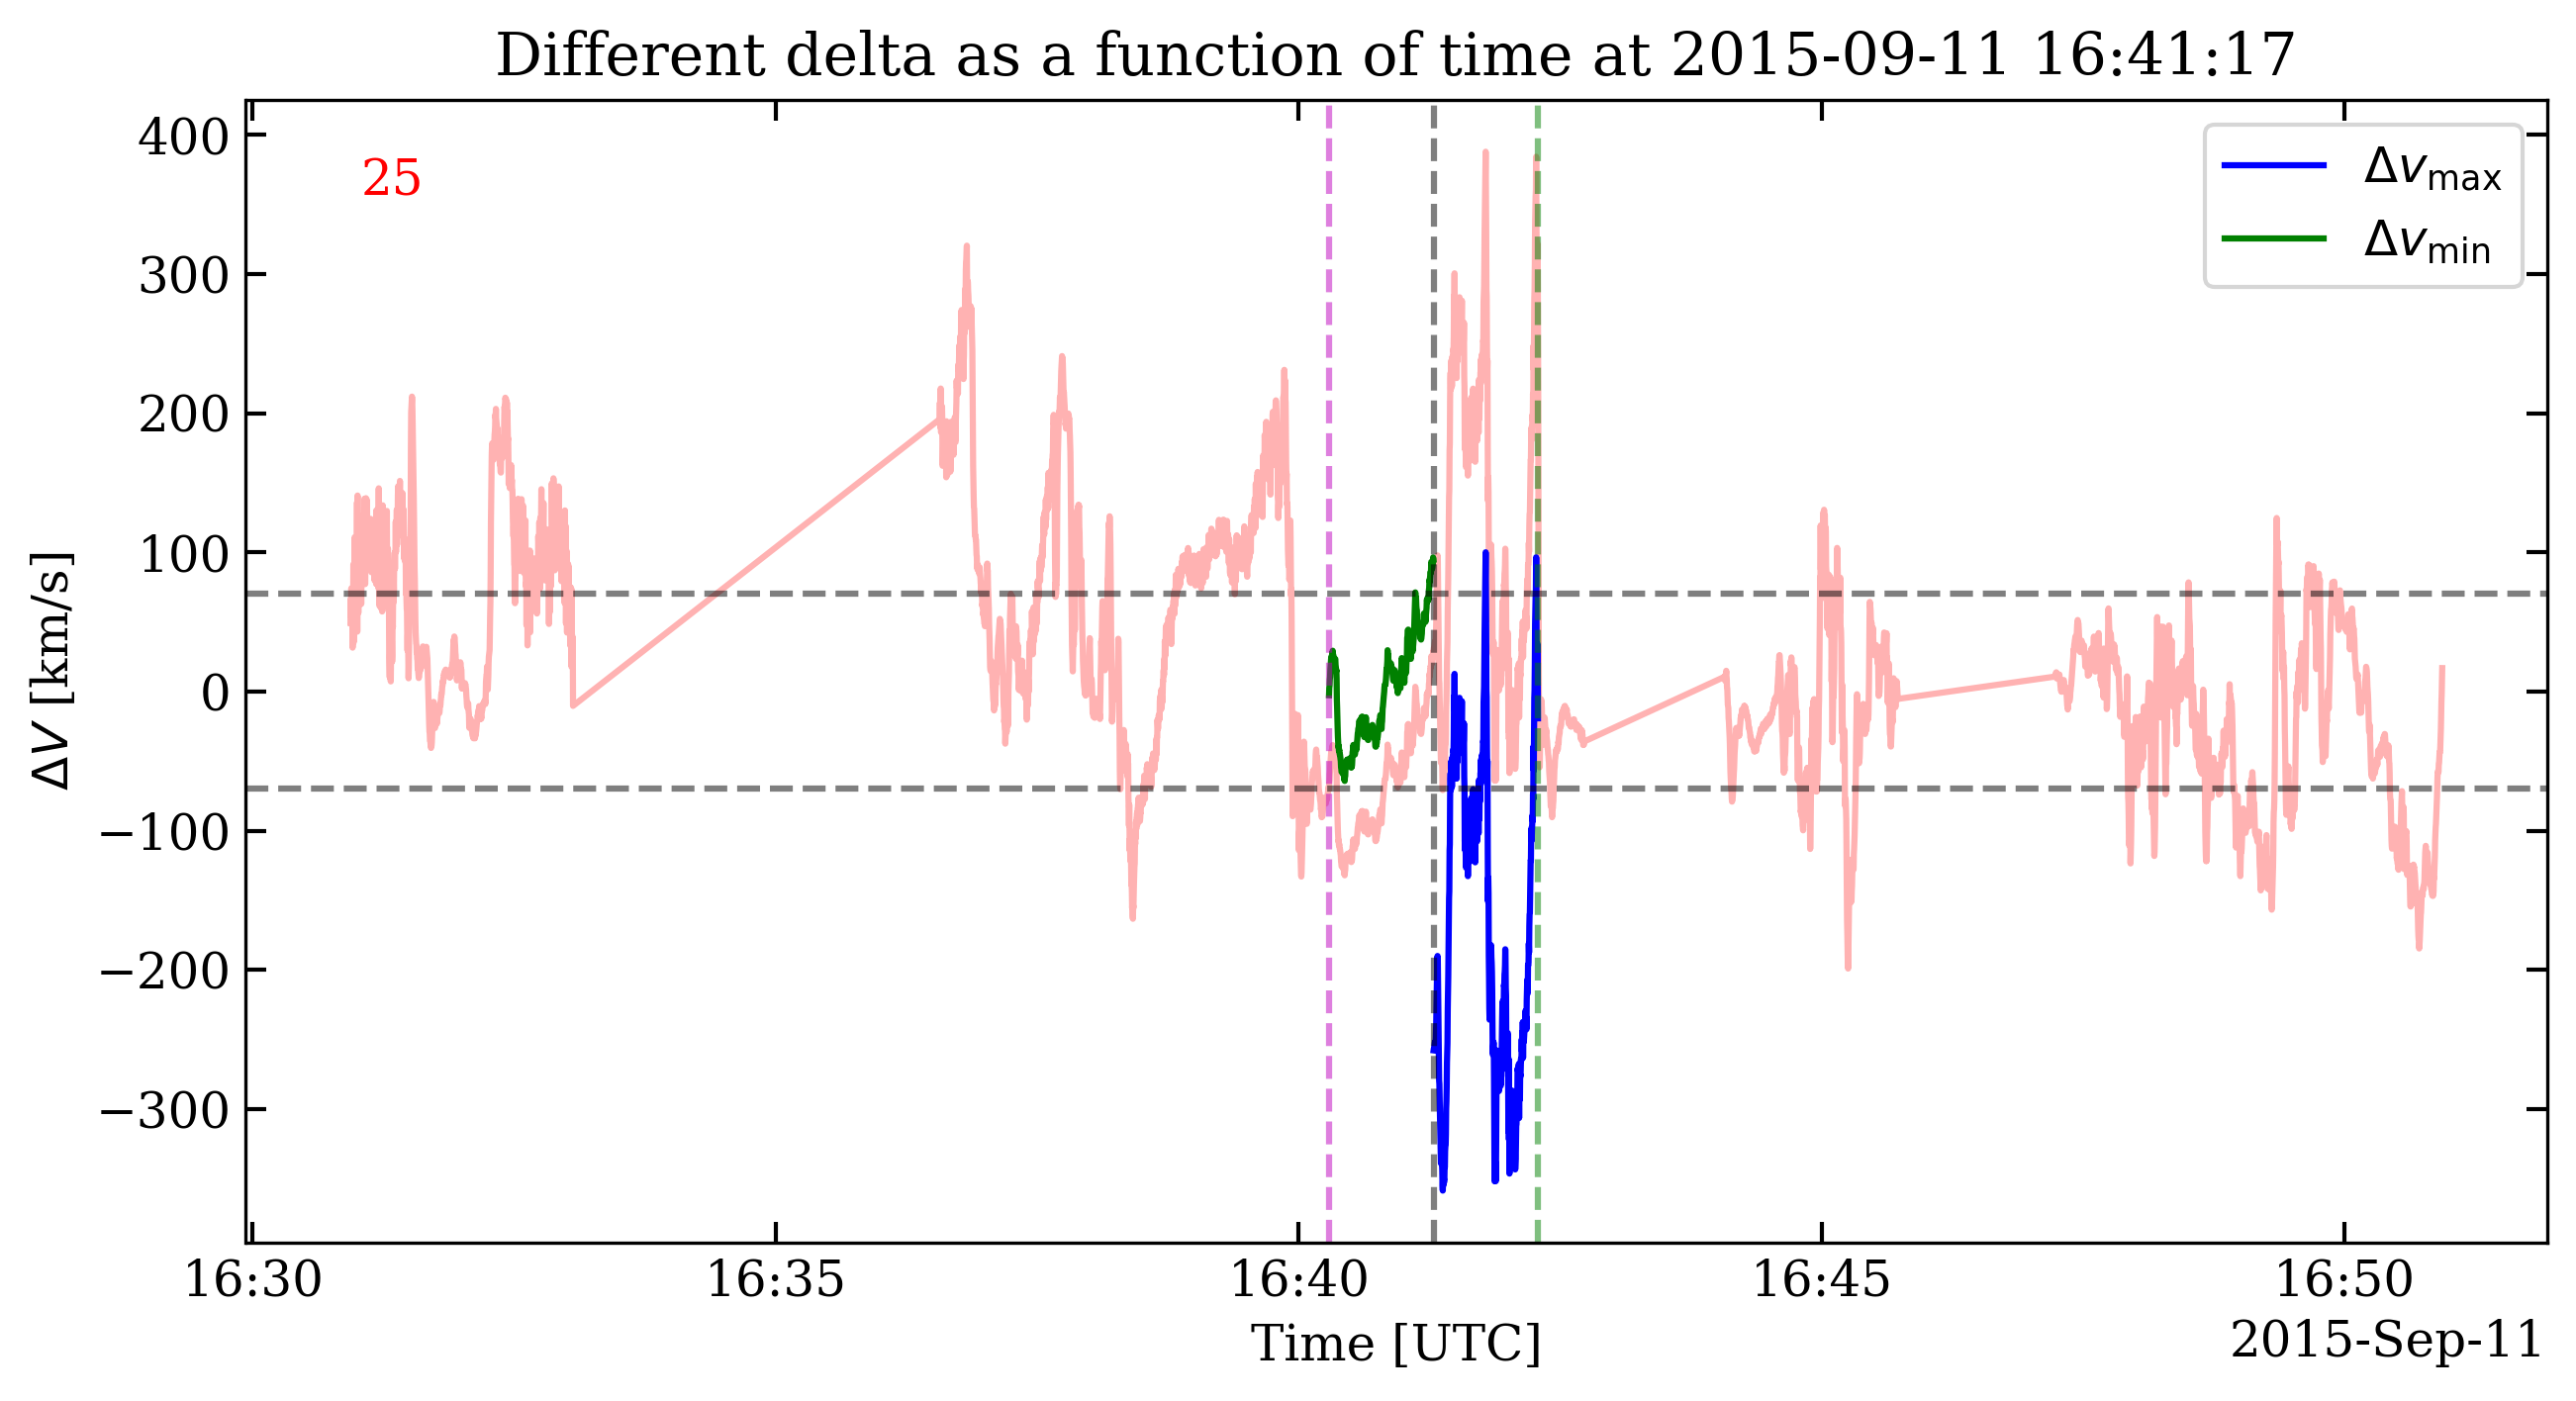 Different delta as a function of time at 2015-09-11 16:41:17
400
300
200
100
0
−100
−200
−300
ΔV [km/s]
25
Δv_max
Δv_min
16:30
16:35
16:40
16:45
16:50
Time [UTC]
2015-Sep-11